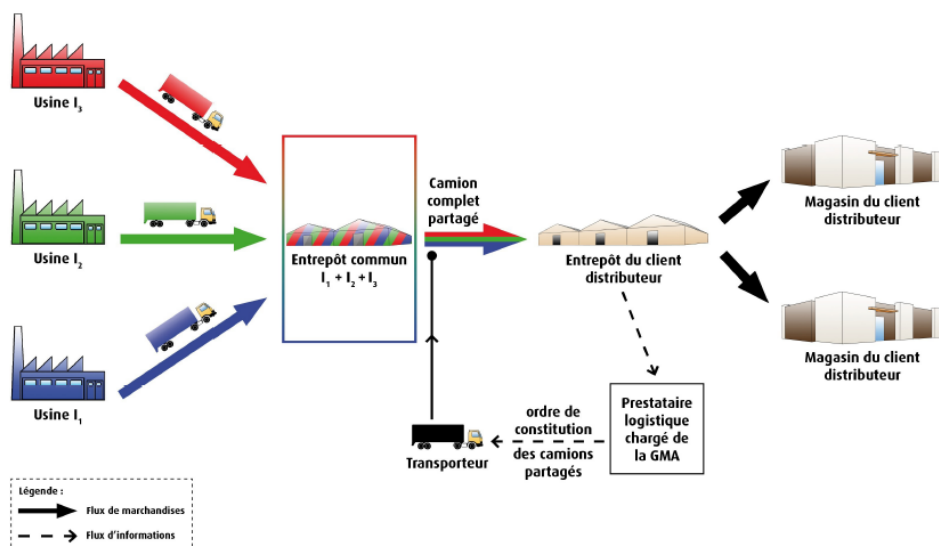 Usine I₃
Usine I₂
Usine I₁
Entrepôt commun
I₁ + I₂ + I₃
Camion
complet
partagé
Entrepôt du client
distributeur
Magasin du client
distributeur
Magasin du client
distributeur
Prestataire
logistique
chargé de
la GMA
ordre de
constitution
des camions
partagés
Transporteur
Légende :
Flux de marchandises
Flux d'informations